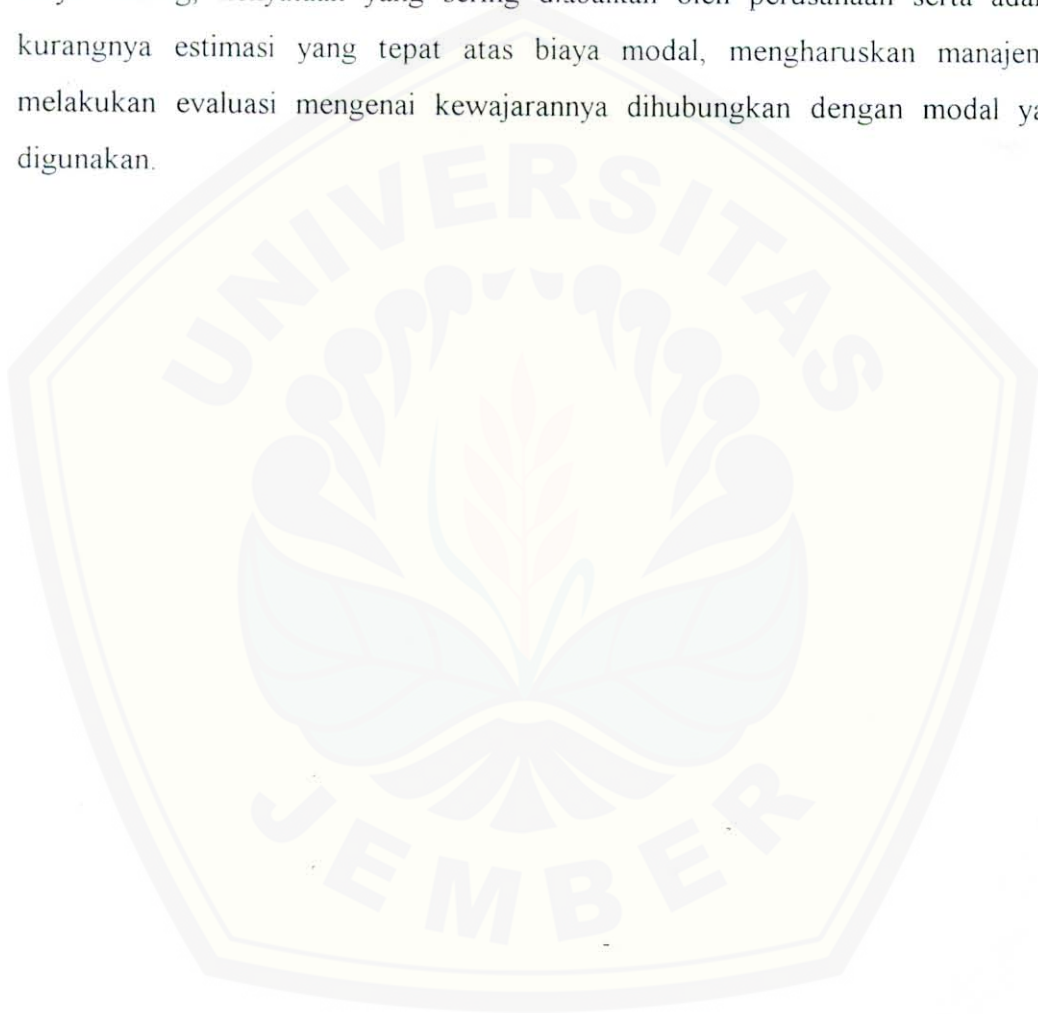 yang sering diabaikan oleh perusahaan serta
kurangnya estimasi yang tepat atas biaya modal, mengharuskan manajem
melakukan evaluasi mengenai kewajarannya dihubungkan dengan modal ya
digunakan.
UNIVERSITAS
JEMBER